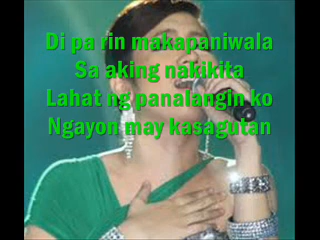 Di pa rin makapaniwala
Sa aking nakikita
Lahat ng panalangin ko
Ngayon may kasagutan